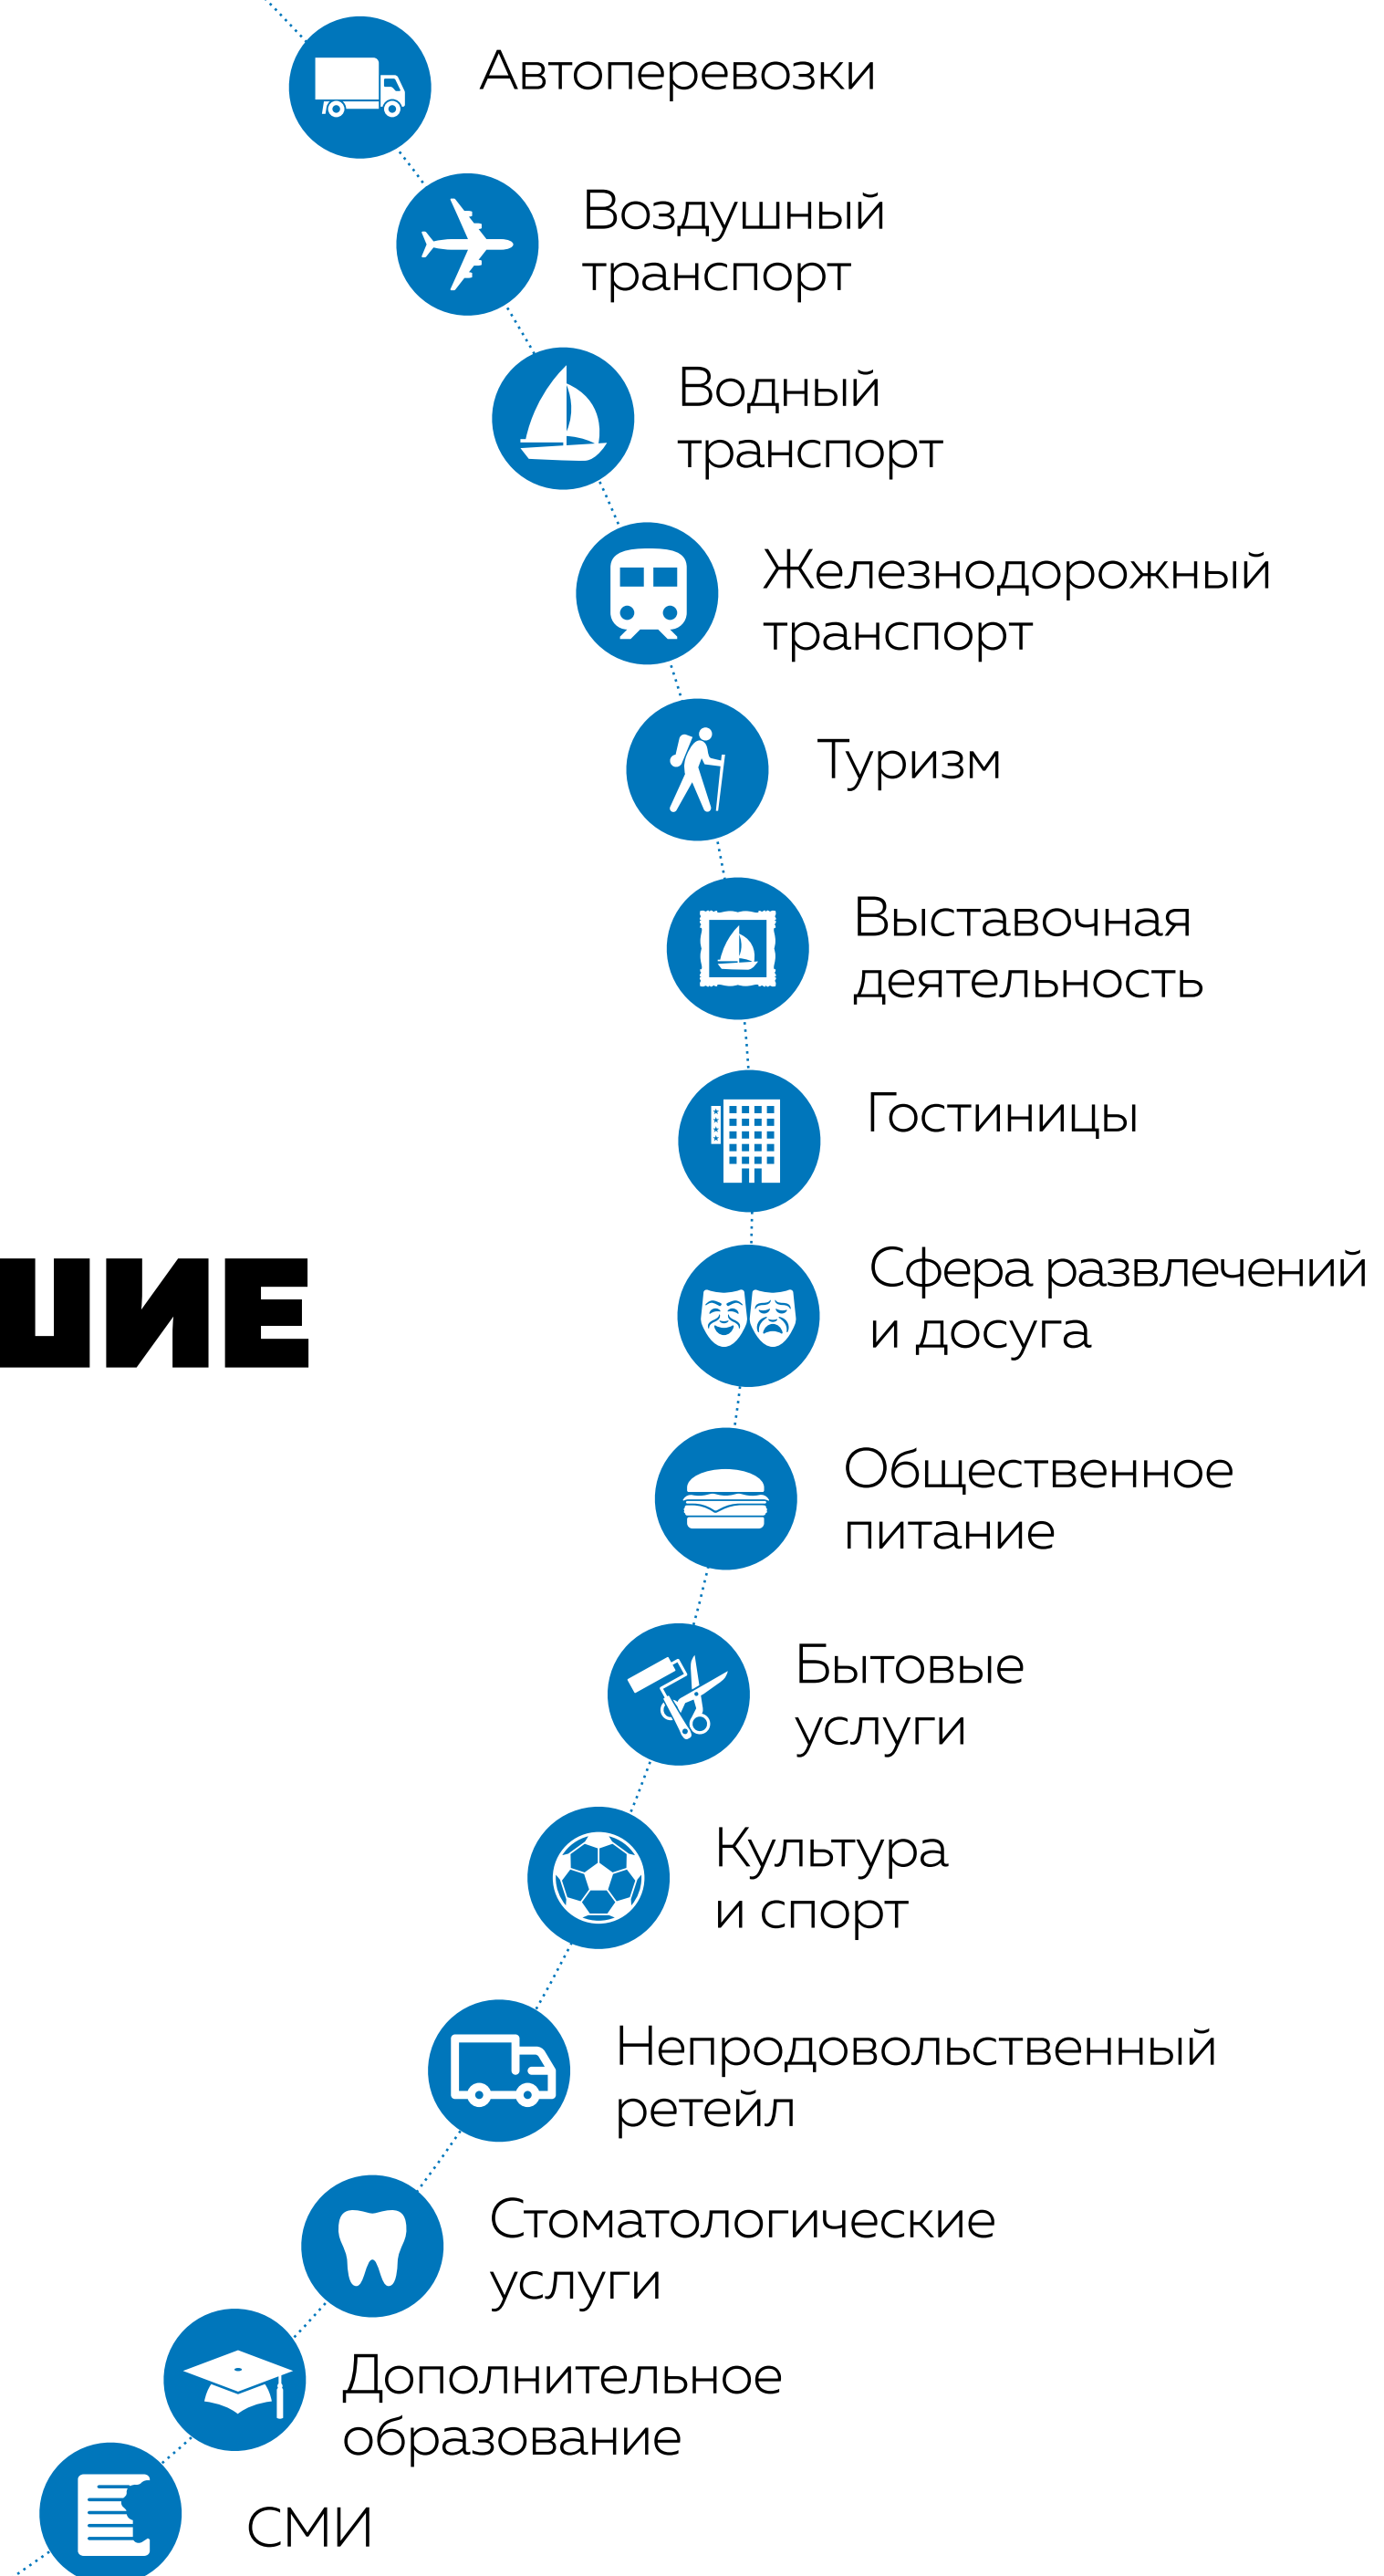 Автоперевозки
Воздушный
транспорт
Водный
транспорт
Железнодорожный
транспорт
Туризм
Выставочная
деятельность
Гостиницы
Сфера развлечений
и досуга
Общественное
питание
Бытовые
услуги
Культура
и спорт
Непродовольственный
ретейл
Стоматологические
услуги
Дополнительное
образование
СМИ